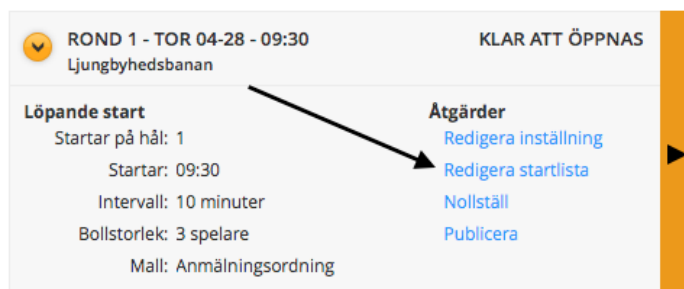 ROND 1 - TOR 04-28 - 09:30
KLAR ATT ÖPPNAS
Ljungbyhedsbanan
Löpande start
Startar på hål: 1
Startar: 09:30
Intervall: 10 minuter
Bollstorlek: 3 spelare
Mall: Anmälningsordning
Åtgärder
Redigera inställning
Redigera startlista
Nollställ
Publicera